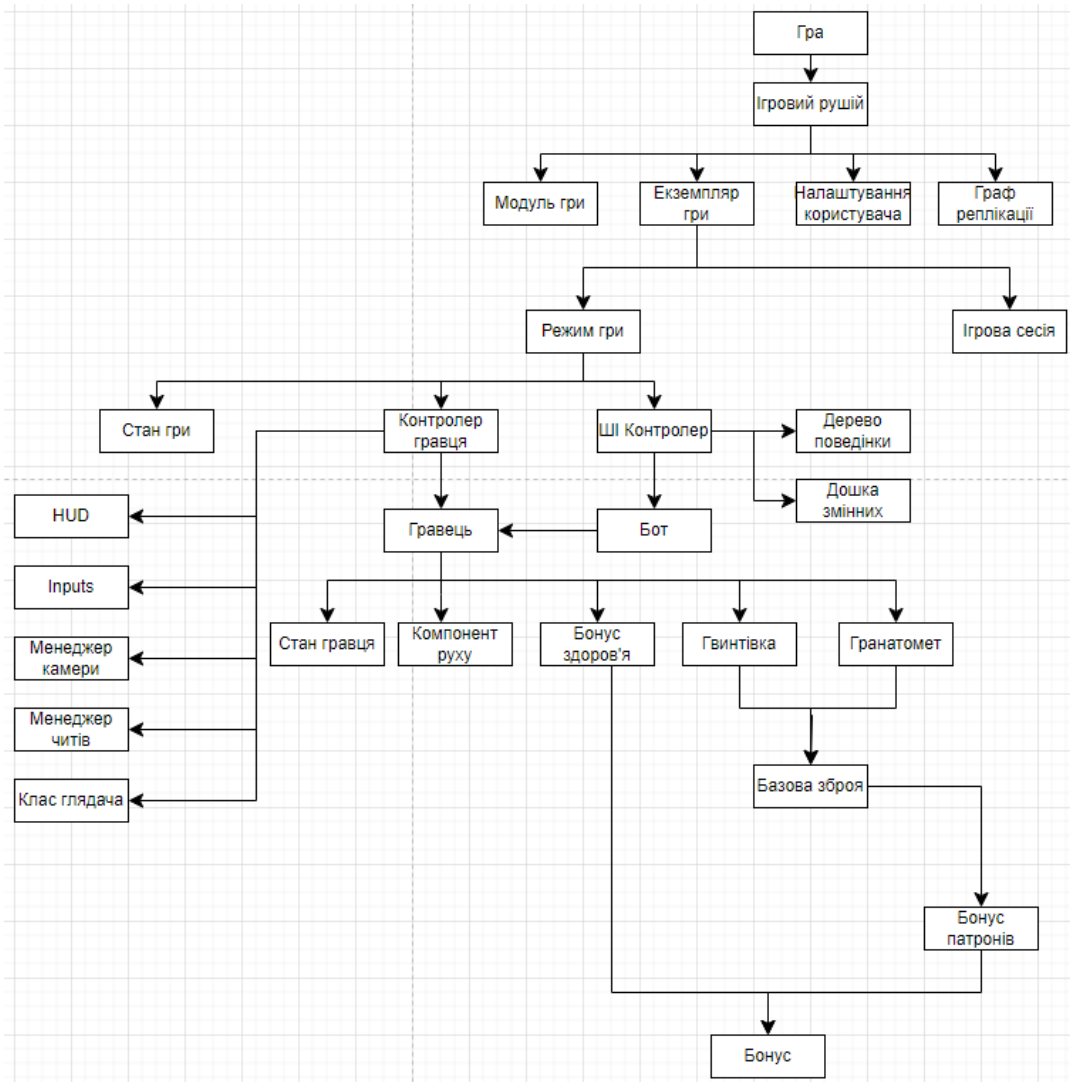 Гра
Ігровий рушій
Модуль гри
Екземпляр
гри
Налаштування
користувача
Граф
реплікації
Режим гри
Ігрова сесія
Стан гри
Контролер
гравця
ШІ Контролер
Дерево
поведінки
Дошка
змінних
HUD
Гравець
Бот
Inputs
Стан гравця
Компонент
руху
Бонус
здоров'я
Гвинтівка
Гранатомет
Менеджер
камери
Менеджер
читів
Клас глядача
Базова зброя
Бонус
патронів
Бонус